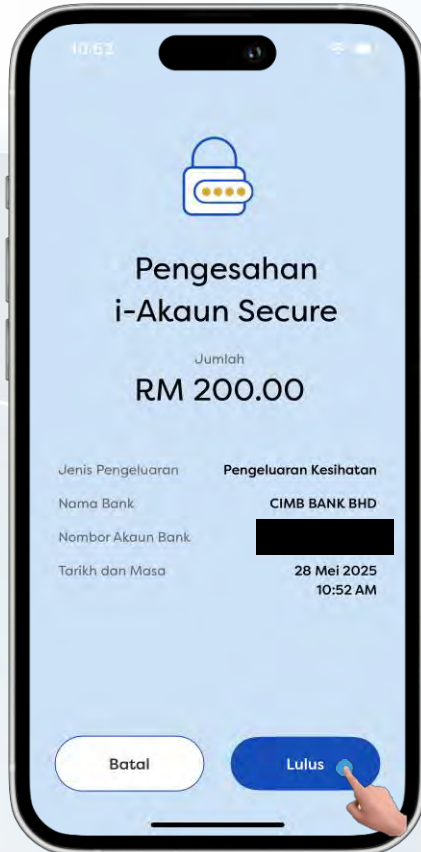 10:52
Pengesahan
i-Akaun Secure
Jumlah
RM 200.00
Jenis Pengeluaran Pengeluaran Kesihatan
Nama Bank CIMB BANK BHD
Nombor Akaun Bank
Tarikh dan Masa 28 Mei 2025
10:52 AM
Batal Lulus